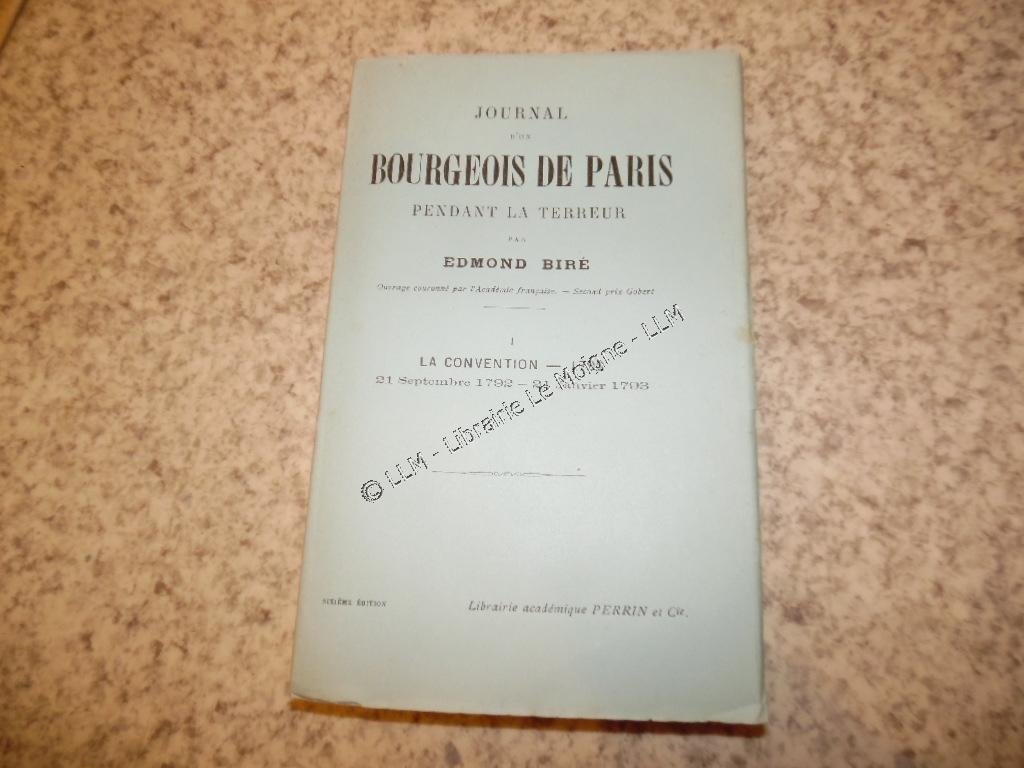 JOURNAL
D'UN
BOURGEOIS DE PARIS
PENDANT LA TERREUR
PAR
EDMOND BIRÉ
Ouvrage couronné par l'Académie française. — Second prix Gobert
I
LA CONVENTION —
21 Septembre 1792 — 21 Janvier 1793
© LLM - Librairie Le Moigne - LLM
ÉDITION
Librairie académique PERRIN et Cie.